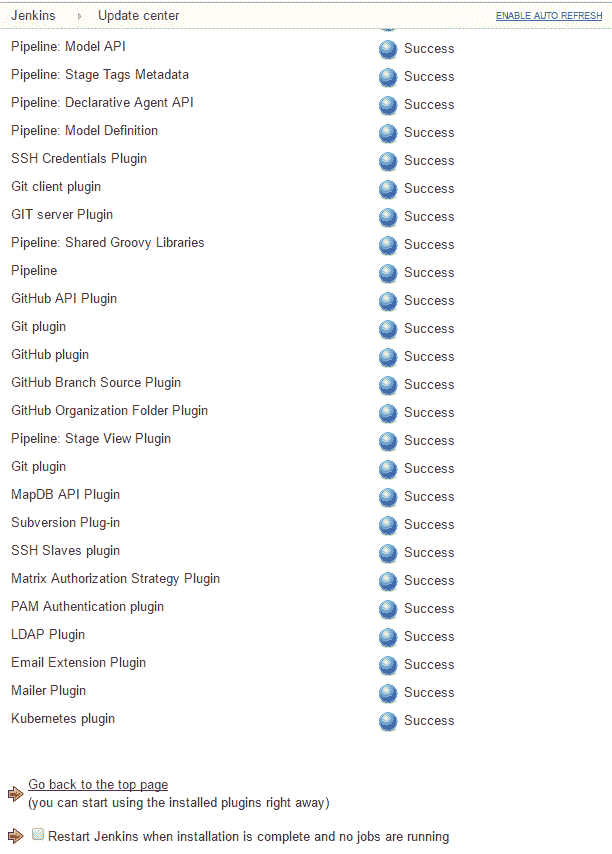 Jenkins Update center ENABLE AUTO REFRESH
Pipeline: Model API Success
Pipeline: Stage Tags Metadata Success
Pipeline: Declarative Agent API Success
Pipeline: Model Definition Success
SSH Credentials Plugin Success
Git client plugin Success
GIT server Plugin Success
Pipeline: Shared Groovy Libraries Success
Pipeline Success
GitHub API Plugin Success
Git plugin Success
GitHub plugin Success
GitHub Branch Source Plugin Success
GitHub Organization Folder Plugin Success
Pipeline: Stage View Plugin Success
Git plugin Success
MapDB API Plugin Success
Subversion Plug-in Success
SSH Slaves plugin Success
Matrix Authorization Strategy Plugin Success
PAM Authentication plugin Success
LDAP Plugin Success
Email Extension Plugin Success
Mailer Plugin Success
Kubernetes plugin Success
Go back to the top page
(you can start using the installed plugins right away)
Restart Jenkins when installation is complete and no jobs are running